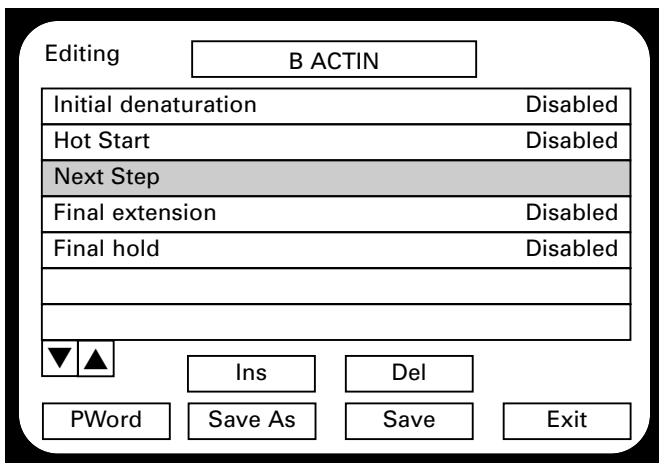 Editing B ACTIN
Initial denaturation Disabled
Hot Start Disabled
Next Step
Final extension Disabled
Final hold Disabled
Ins Del
PWord Save As Save Exit